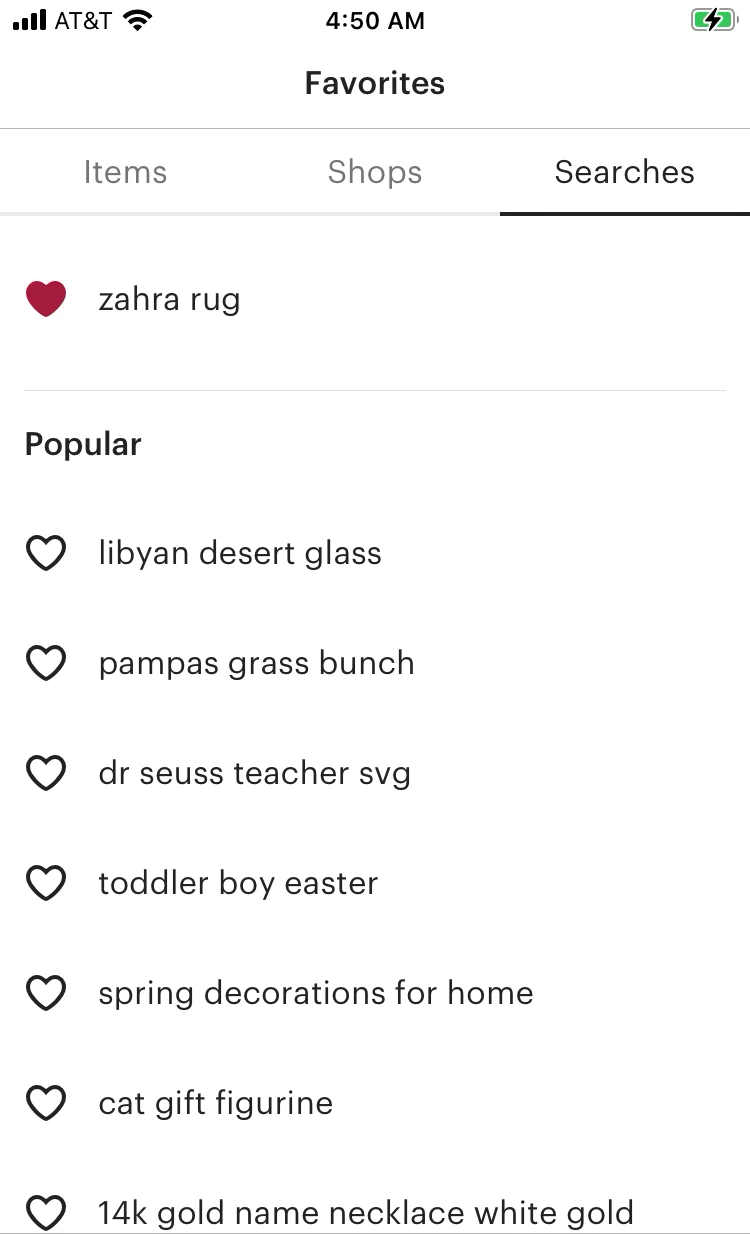 AT&T 4:50 AM
Favorites
Items Shops Searches
zahra rug
Popular
libyan desert glass
pampas grass bunch
dr seuss teacher svg
toddler boy easter
spring decorations for home
cat gift figurine
14k gold name necklace white gold